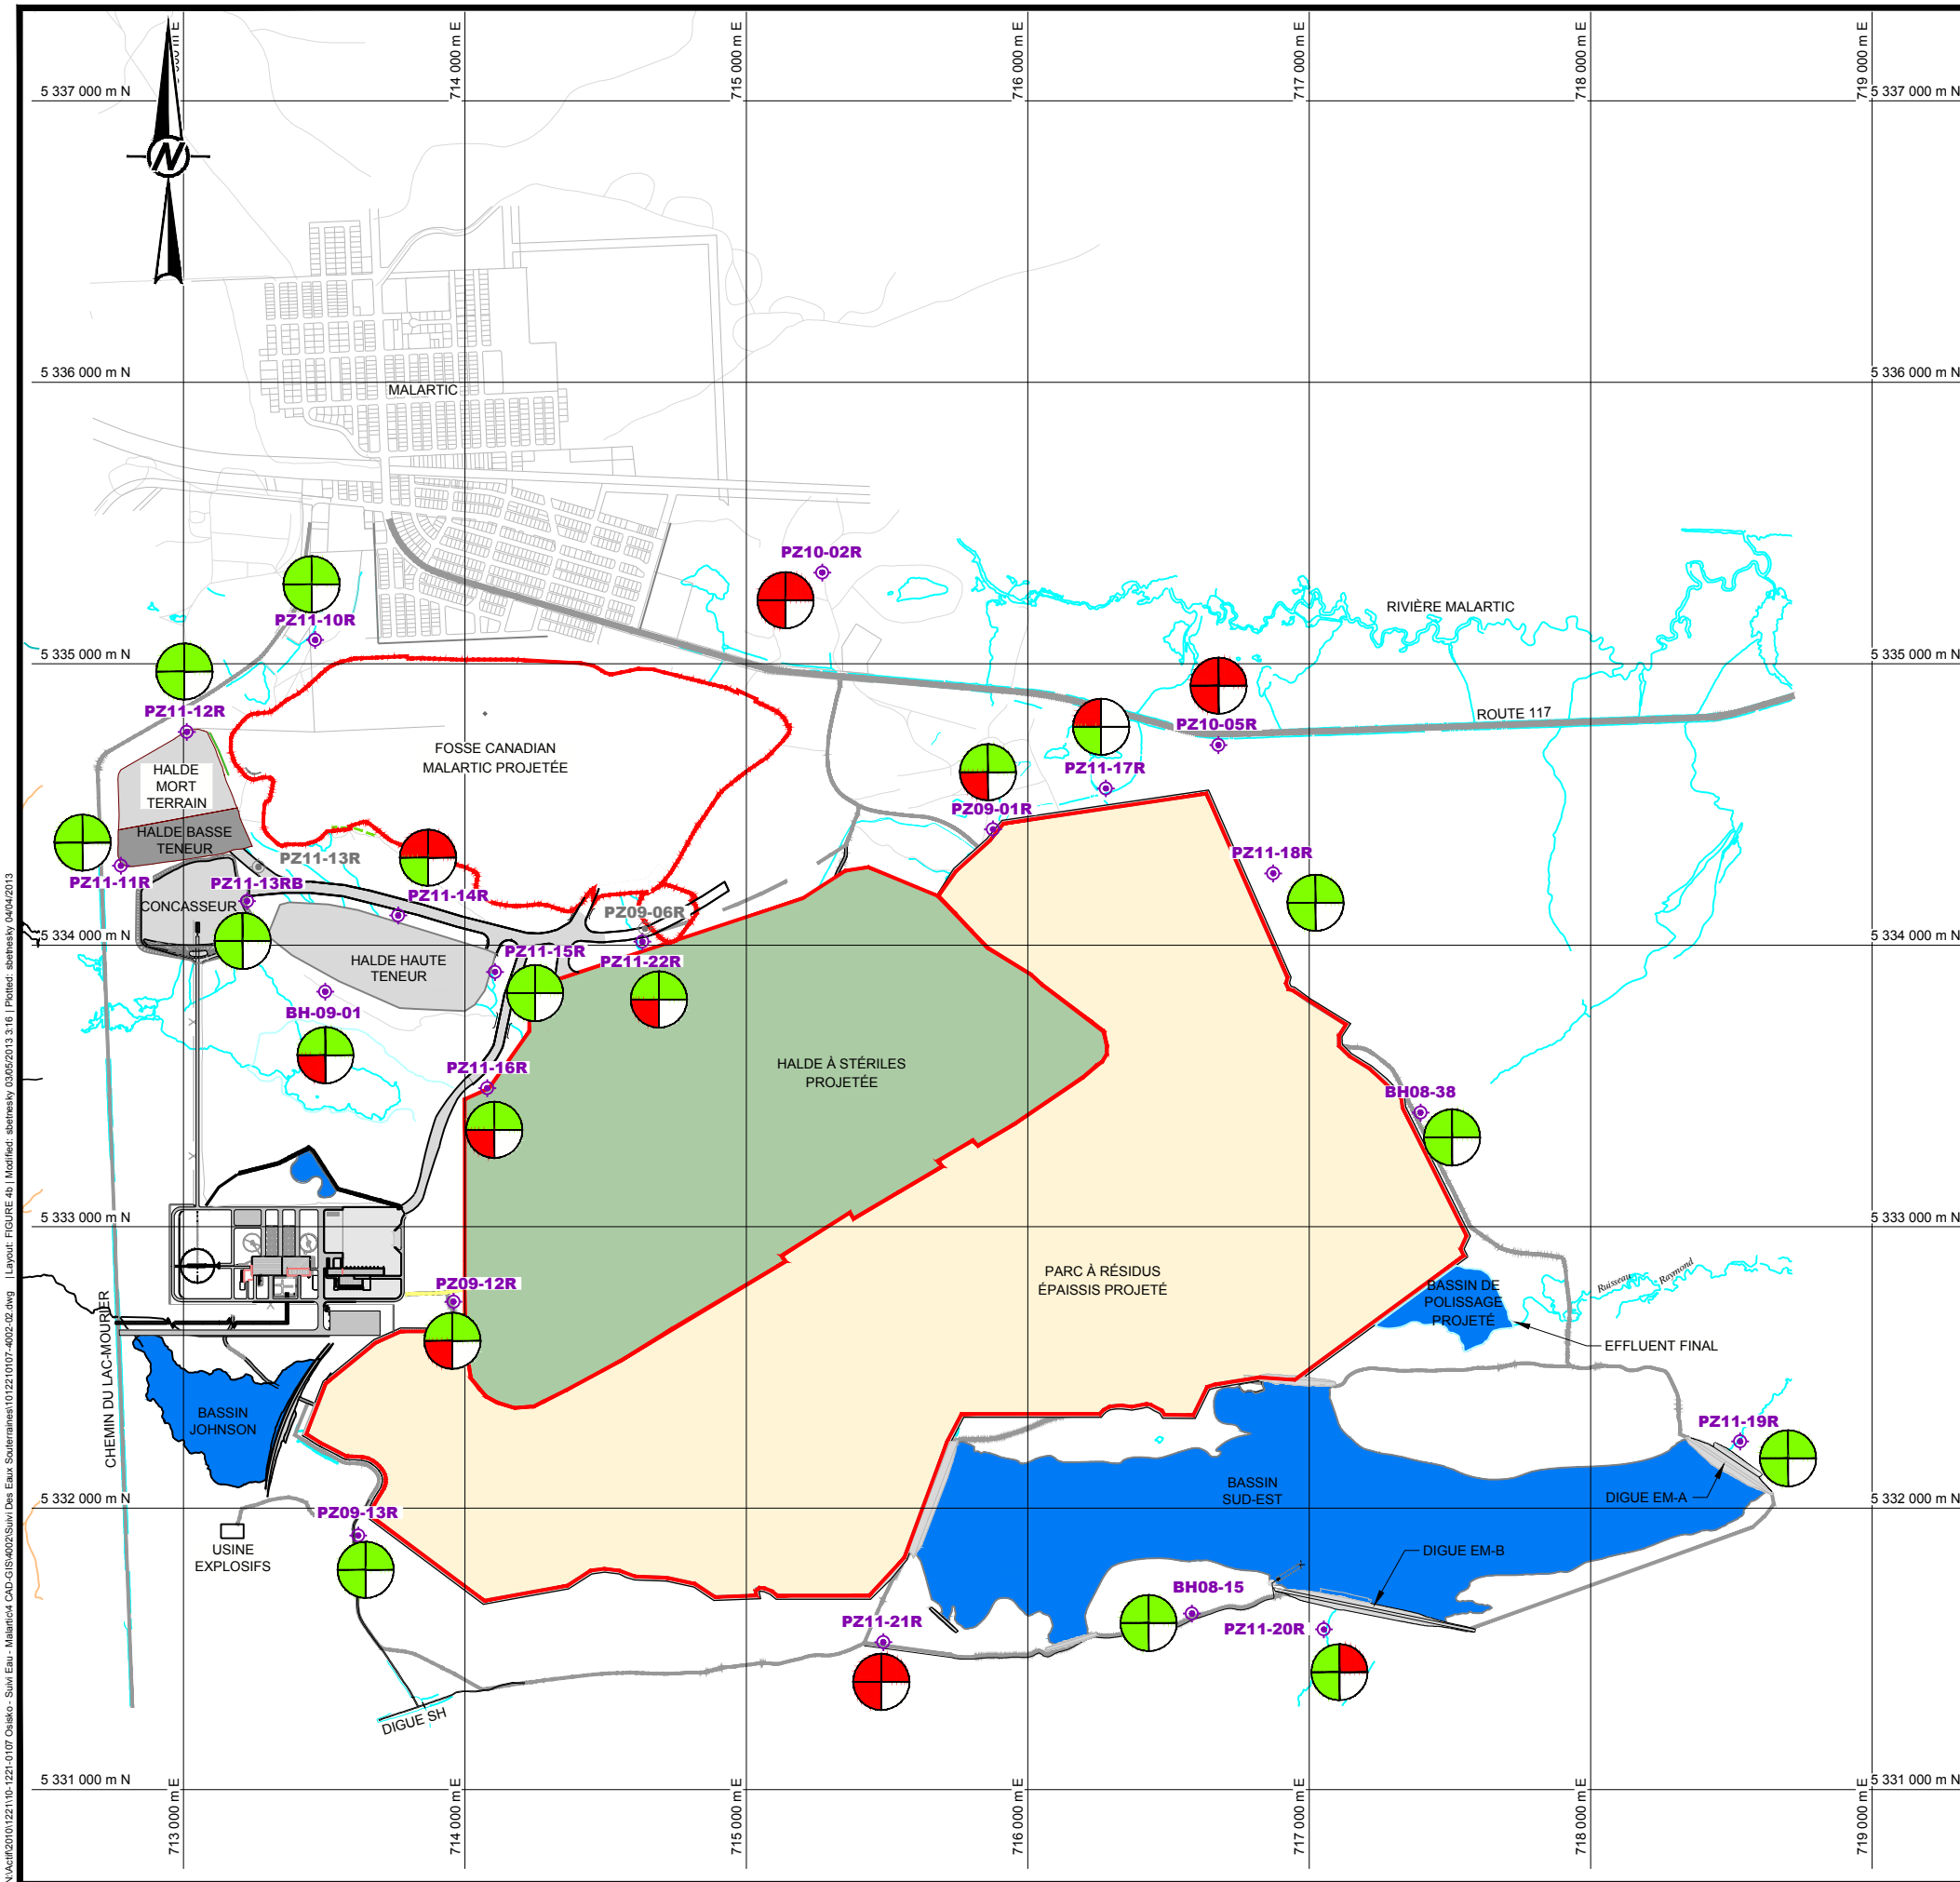 714 000 m E
715 000 m E
716 000 m E
717 000 m E
718 000 m E
719 000 m E
5 337 000 m N
5 337 000 m N
N
5 336 000 m N
5 336 000 m N
MALARTIC
PZ10-02R
RIVIÈRE MALARTIC
PZ11-10R
5 335 000 m N
5 335 000 m N
PZ11-12R
ROUTE 117
PZ10-05R
FOSSE CANADIAN
MALARTIC PROJETÉE
HALDE
MORT
TERRAIN
PZ11-17R
PZ09-01R
HALDE BASSE
TENEUR
PZ11-13R
PZ11-18R
PZ11-11R
PZ11-13RB
PZ11-14R
CONCASSEUR
PZ09-06R
5 334 000 m N
5 334 000 m N
PZ11-15R
HALDE HAUTE
TENEUR
PZ11-22R
BH-09-01
HALDE À STÉRILES
PROJETÉE
PZ11-16R
BH08-38
5 333 000 m N
5 333 000 m N
PARC À RÉSIDUS
ÉPAISSIS PROJETÉ
PZ09-12R
BASSIN DE
POLISSAGE
PROJETÉ
Ruisseau Raymond
EFFLUENT FINAL
CHEMIN DU LAC-MOURIER
BASSIN
JOHNSON
PZ11-19R
BASSIN
SUD-EST
DIGUE EM-A
5 332 000 m N
5 332 000 m N
PZ09-13R
USINE
EXPLOSIFS
DIGUE EM-B
BH08-15
PZ11-21R
PZ11-20R
DIGUE SH
5 331 000 m N
5 331 000 m N
713 000 m E
714 000 m E
715 000 m E
716 000 m E
717 000 m E
718 000 m E
719 000 m E